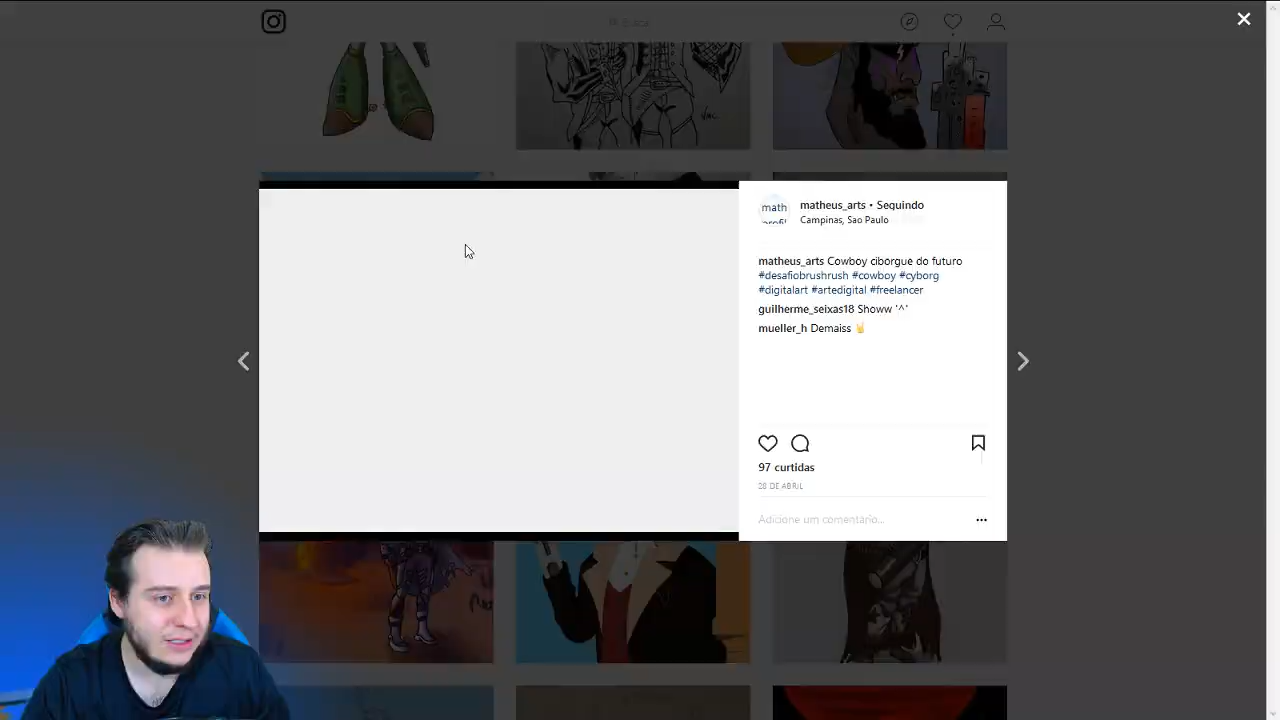 Busca
matheus_arts • Seguindo
Campinas, Sao Paulo
matheus_arts Cowboy ciborgue do futuro
#desafiobrushrush #cowboy #cyborg
#digitalart #artedigital #freelancer
guilherme_seixas18 Showw '^'
mueller_h Demaiss 🤘
97 curtidas
28 DE ABRIL
Adicione um comentário...